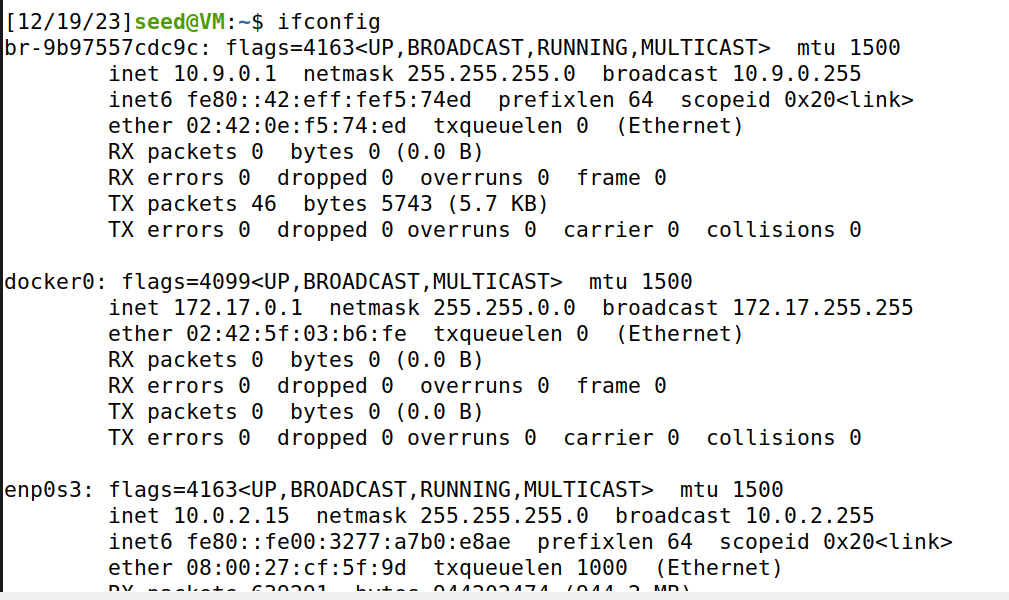 [12/19/23]seed@VM:~$ ifconfig
br-9b97557cdc9c: flags=4163<UP,BROADCAST,RUNNING,MULTICAST>  mtu 1500
        inet 10.9.0.1  netmask 255.255.255.0  broadcast 10.9.0.255
        inet6 fe80::42:eff:fef5:74ed  prefixlen 64  scopeid 0x20<link>
        ether 02:42:0e:f5:74:ed  txqueuelen 0  (Ethernet)
        RX packets 0  bytes 0 (0.0 B)
        RX errors 0  dropped 0  overruns 0  frame 0
        TX packets 46  bytes 5743 (5.7 KB)
        TX errors 0  dropped 0 overruns 0  carrier 0  collisions 0

docker0: flags=4099<UP,BROADCAST,MULTICAST>  mtu 1500
        inet 172.17.0.1  netmask 255.255.0.0  broadcast 172.17.255.255
        ether 02:42:5f:03:b6:fe  txqueuelen 0  (Ethernet)
        RX packets 0  bytes 0 (0.0 B)
        RX errors 0  dropped 0  overruns 0  frame 0
        TX packets 0  bytes 0 (0.0 B)
        TX errors 0  dropped 0 overruns 0  carrier 0  collisions 0

enp0s3: flags=4163<UP,BROADCAST,RUNNING,MULTICAST>  mtu 1500
        inet 10.0.2.15  netmask 255.255.255.0  broadcast 10.0.2.255
        inet6 fe80::fe00:3277:a7b0:e8ae  prefixlen 64  scopeid 0x20<link>
        ether 08:00:27:cf:5f:9d  txqueuelen 1000  (Ethernet)
        RX packets bytes